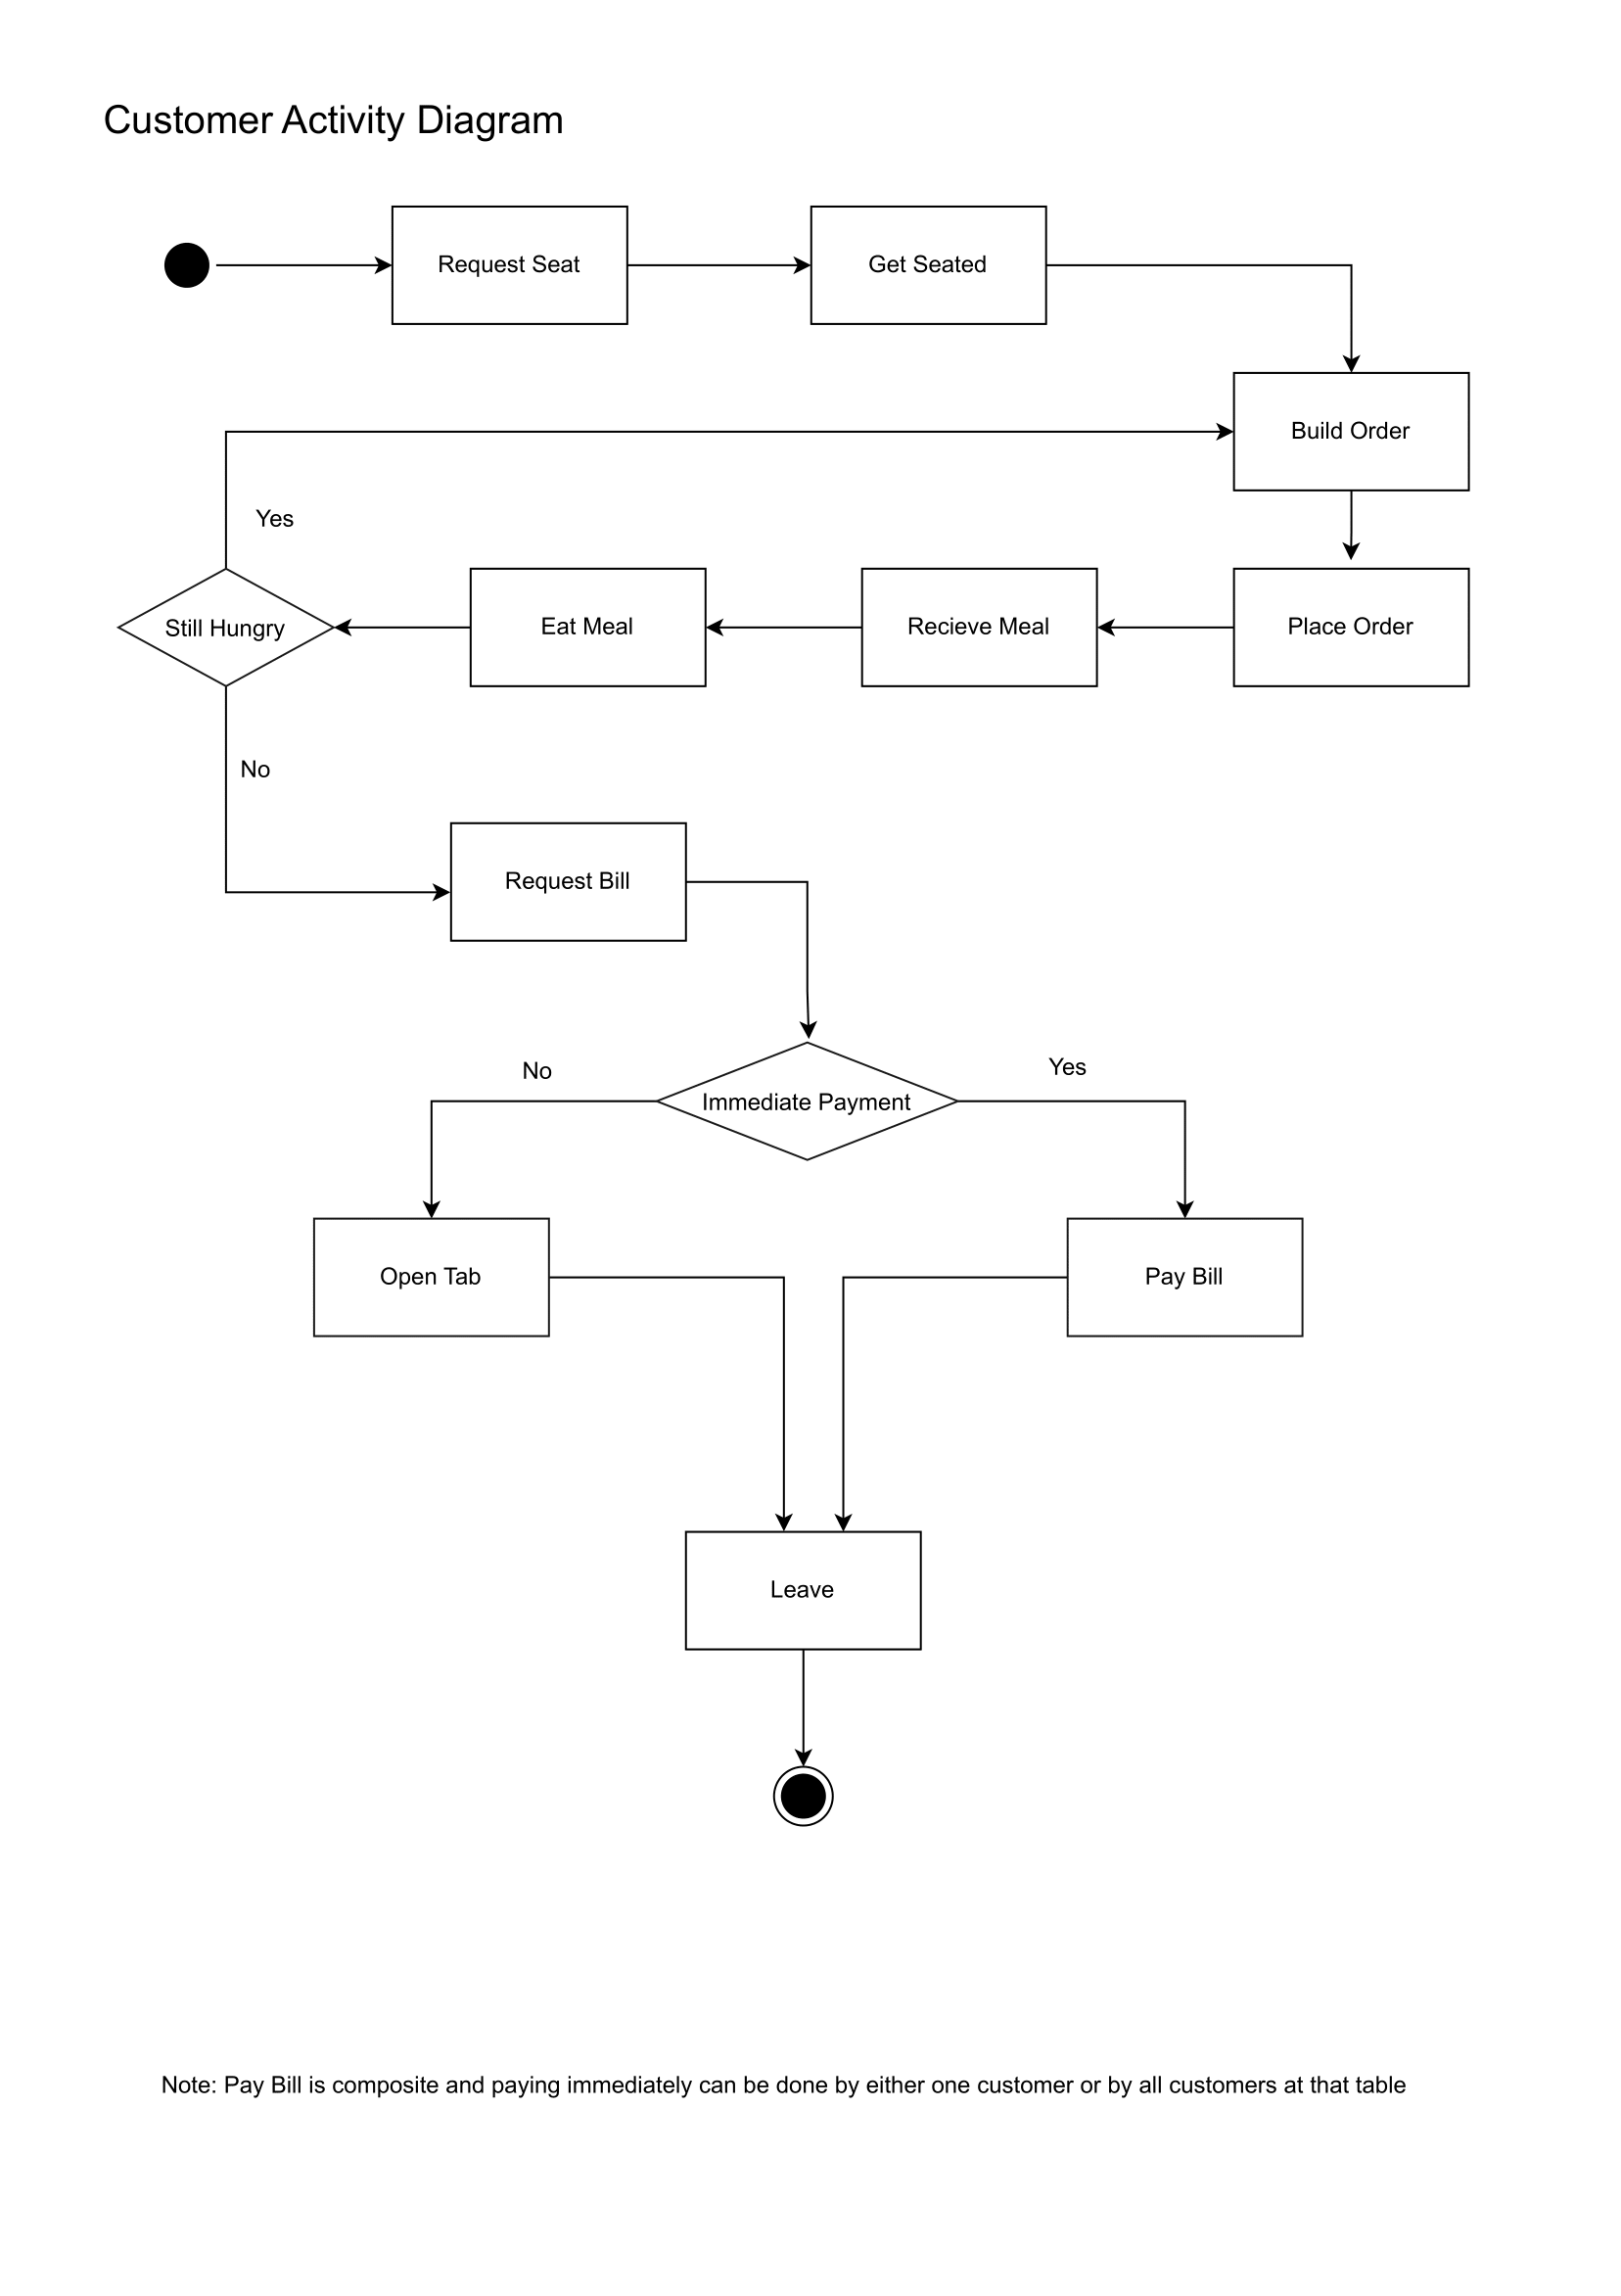 Customer Activity Diagram
Request Seat
Get Seated
Build Order
Yes
Still Hungry
Eat Meal
Recieve Meal
Place Order
No
Request Bill
No
Yes
Immediate Payment
Open Tab
Pay Bill
Leave
Note: Pay Bill is composite and paying immediately can be done by either one customer or by all customers at that table